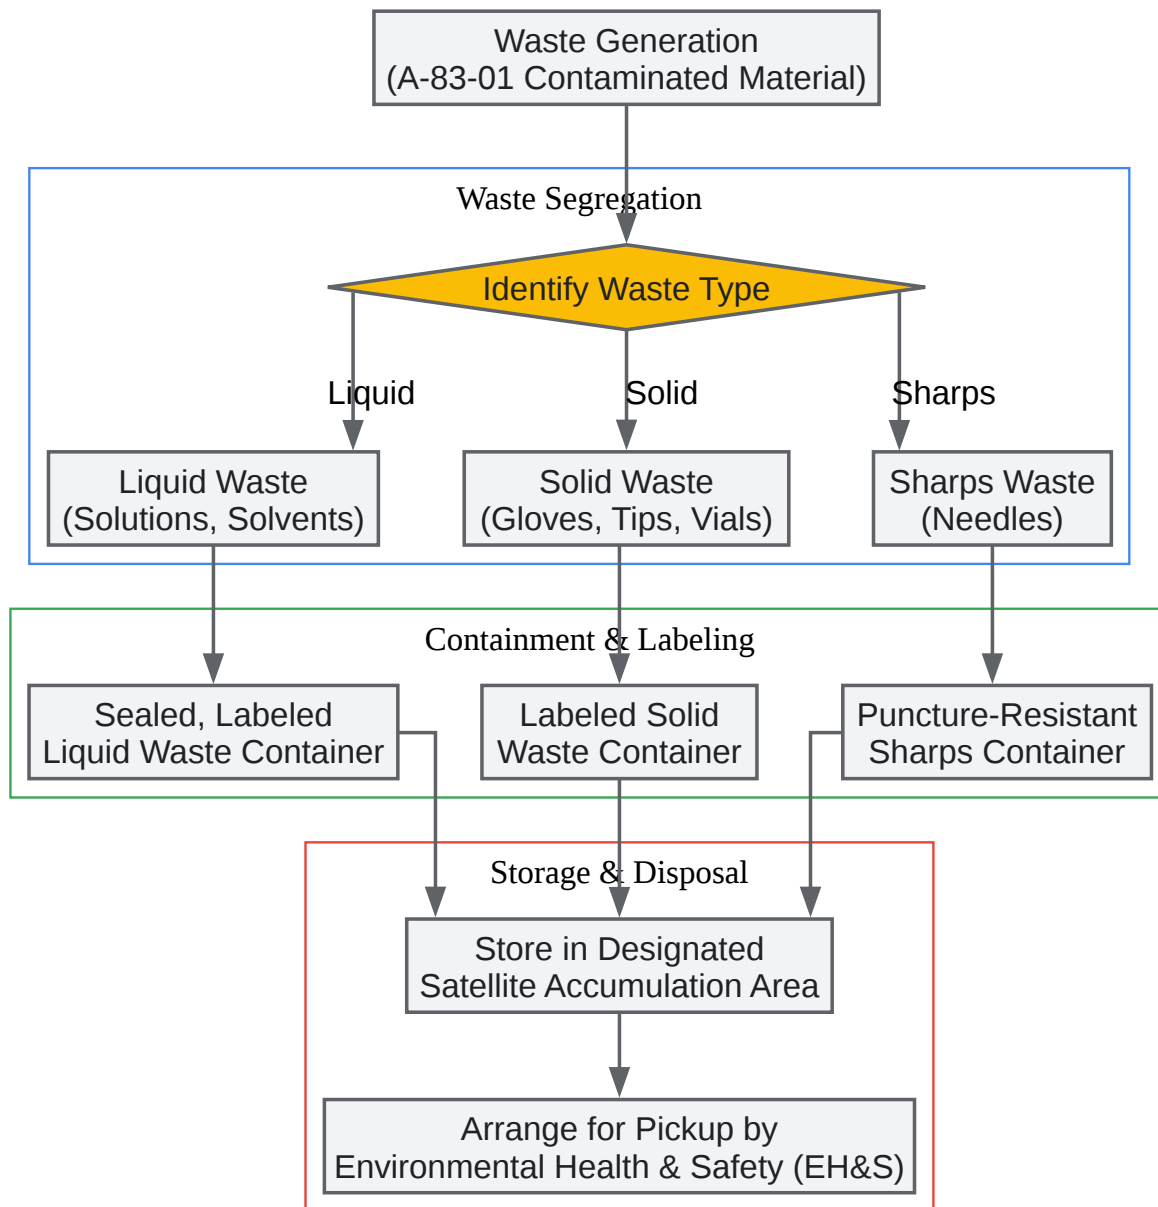 Waste Generation
(A-83-01 Contaminated Material)
Waste Segregation
Identify Waste Type
Liquid
Solid
Sharps
Liquid Waste
(Solutions, Solvents)
Solid Waste
(Gloves, Tips, Vials)
Sharps Waste
(Needles)
Containment & Labeling
Sealed, Labeled
Liquid Waste Container
Labeled Solid
Waste Container
Puncture-Resistant
Sharps Container
Storage & Disposal
Store in Designated
Satellite Accumulation Area
Arrange for Pickup by
Environmental Health & Safety (EH&S)